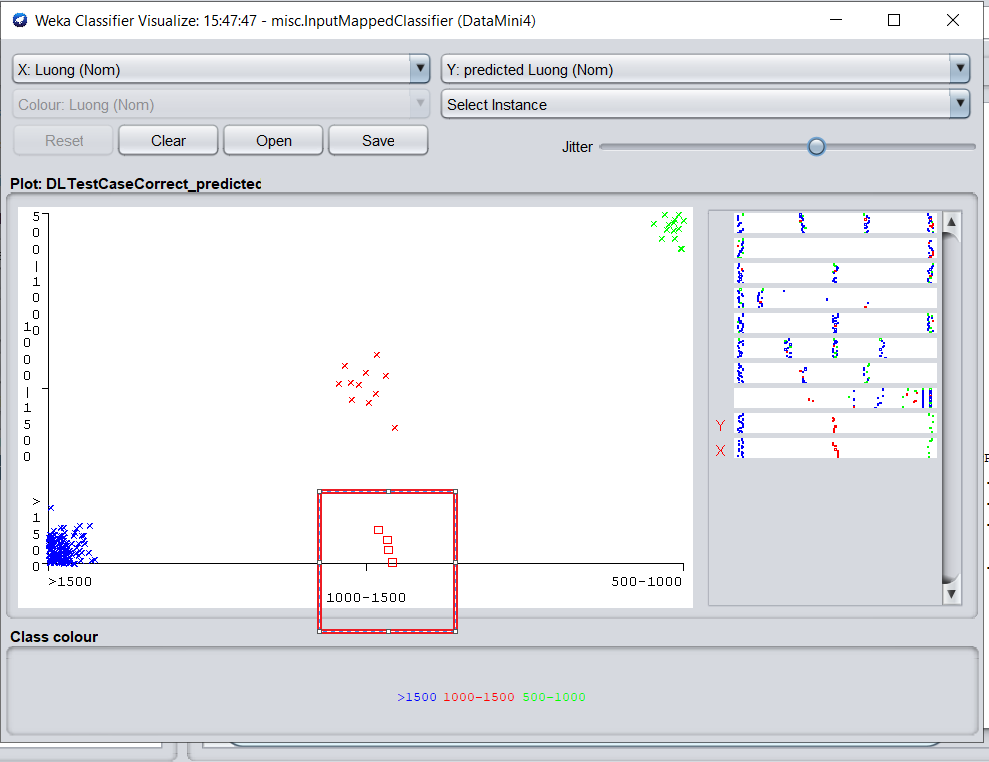 Weka Classifier Visualize: 15:47:47 - misc.InputMappedClassifier (DataMini4)
X: Luong (Nom)
Y: predicted Luong (Nom)
Colour: Luong (Nom)
Select Instance
Reset
Clear
Open
Save
Jitter
Plot: DLTestCaseCorrect_predicted
500-1000
1000-1500
>1500
Y
X
>1500
1000-1500
500-1000
Class colour
>1500 1000-1500 500-1000